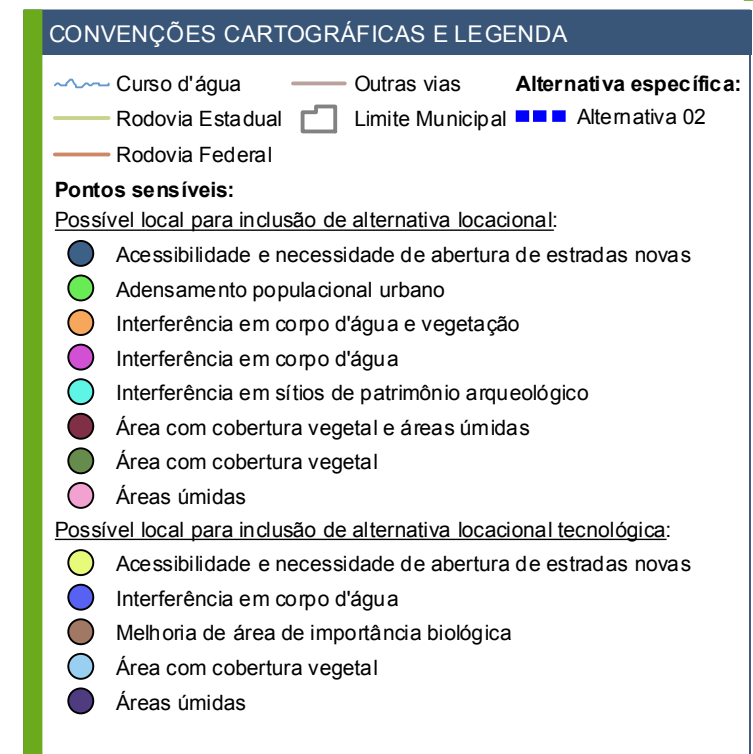 CONVENÇÕES CARTOGRÁFICAS E LEGENDA
Curso d'água Outras vias Alternativa específica:
Rodovia Estadual Limite Municipal Alternativa 02
Rodovia Federal
Pontos sensíveis:
Possível local para inclusão de alternativa locacional:
Acessibilidade e necessidade de abertura de estradas novas
Adensamento populacional urbano
Interferência em corpo d'água e vegetação
Interferência em corpo d'água
Interferência em sítios de patrimônio arqueológico
Área com cobertura vegetal e áreas úmidas
Área com cobertura vegetal
Áreas úmidas
Possível local para inclusão de alternativa locacional tecnológica:
Acessibilidade e necessidade de abertura de estradas novas
Interferência em corpo d'água
Melhoria de área de importância biológica
Área com cobertura vegetal
Áreas úmidas